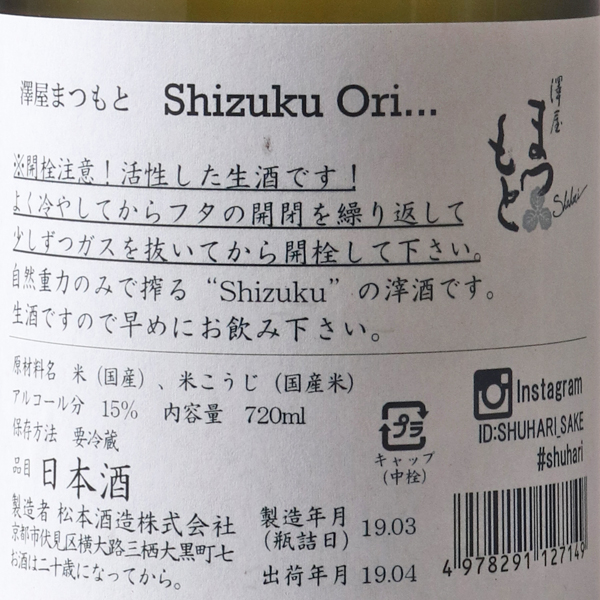 澤屋まつもと Shizuku Ori...
澤屋
まつもと
Shuhari
※開栓注意！活性した生酒です！
よく冷やしてからフタの開閉を繰り返して
少しずつガスを抜いてから開栓して下さい。
自然重力のみで搾る “Shizuku” の滓酒です。
生酒ですので早めにお飲み下さい。
原材料名 米（国産）、米こうじ（国産米）
アルコール分 15% 内容量 720ml
保存方法 要冷蔵
品目 日本酒
製造者 松本酒造株式会社
京都市伏見区横大路三栖大黒町七
お酒は二十歳になってから。
プラ
キャップ
（中栓）
製造年月 19.03
（瓶詰日）
出荷年月 19.04
Instagram
ID:SHUHARI_SAKE
#shuhari
4 978291 127149